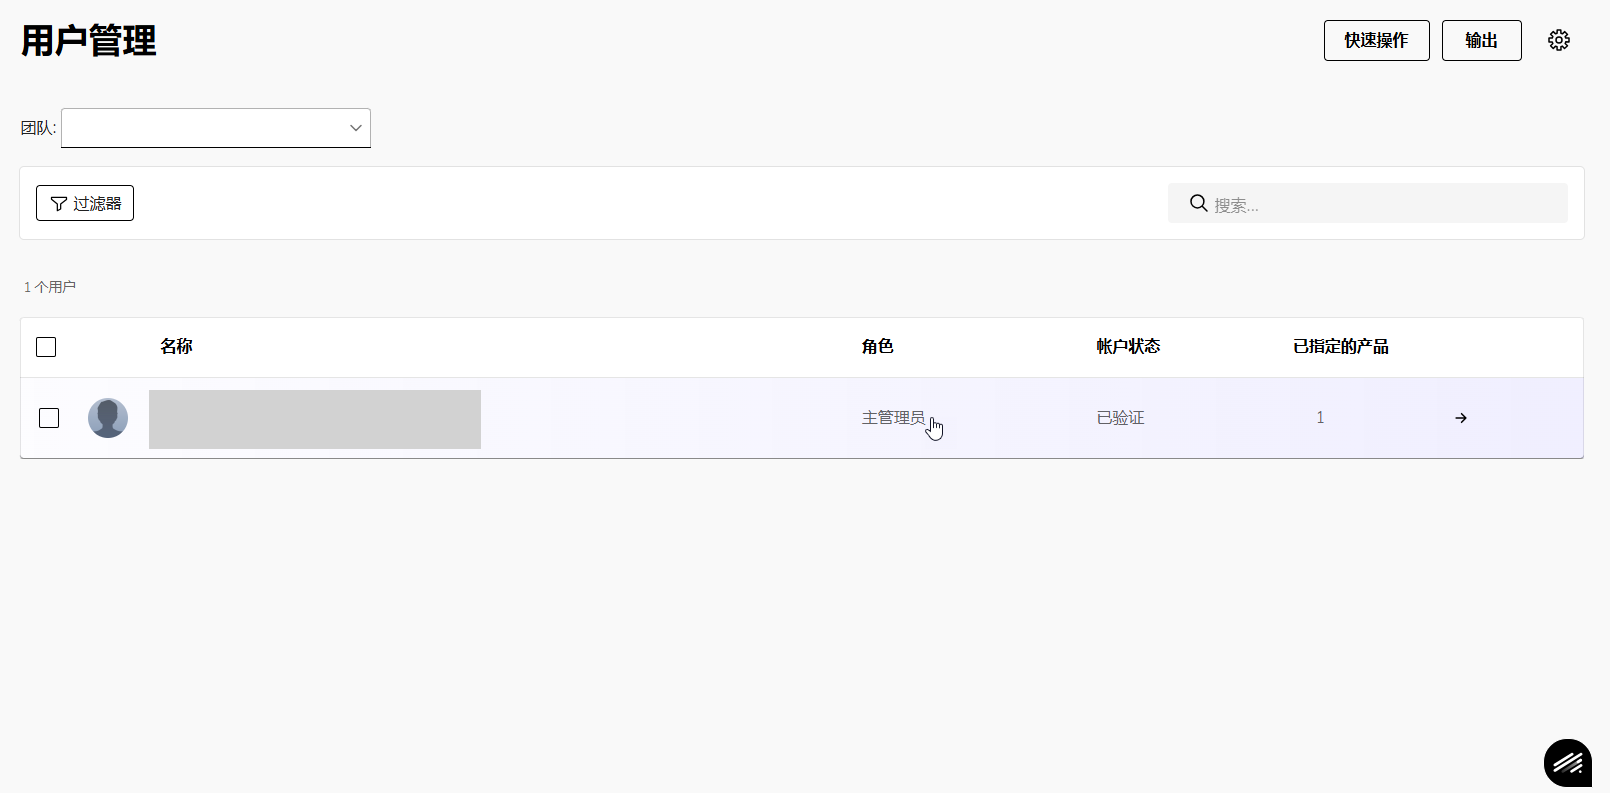 用户管理
快速操作
输出
团队:
过滤器
搜索...
1 个用户
名称 角色 帐户状态 已指定的产品
主管理员 已验证 1